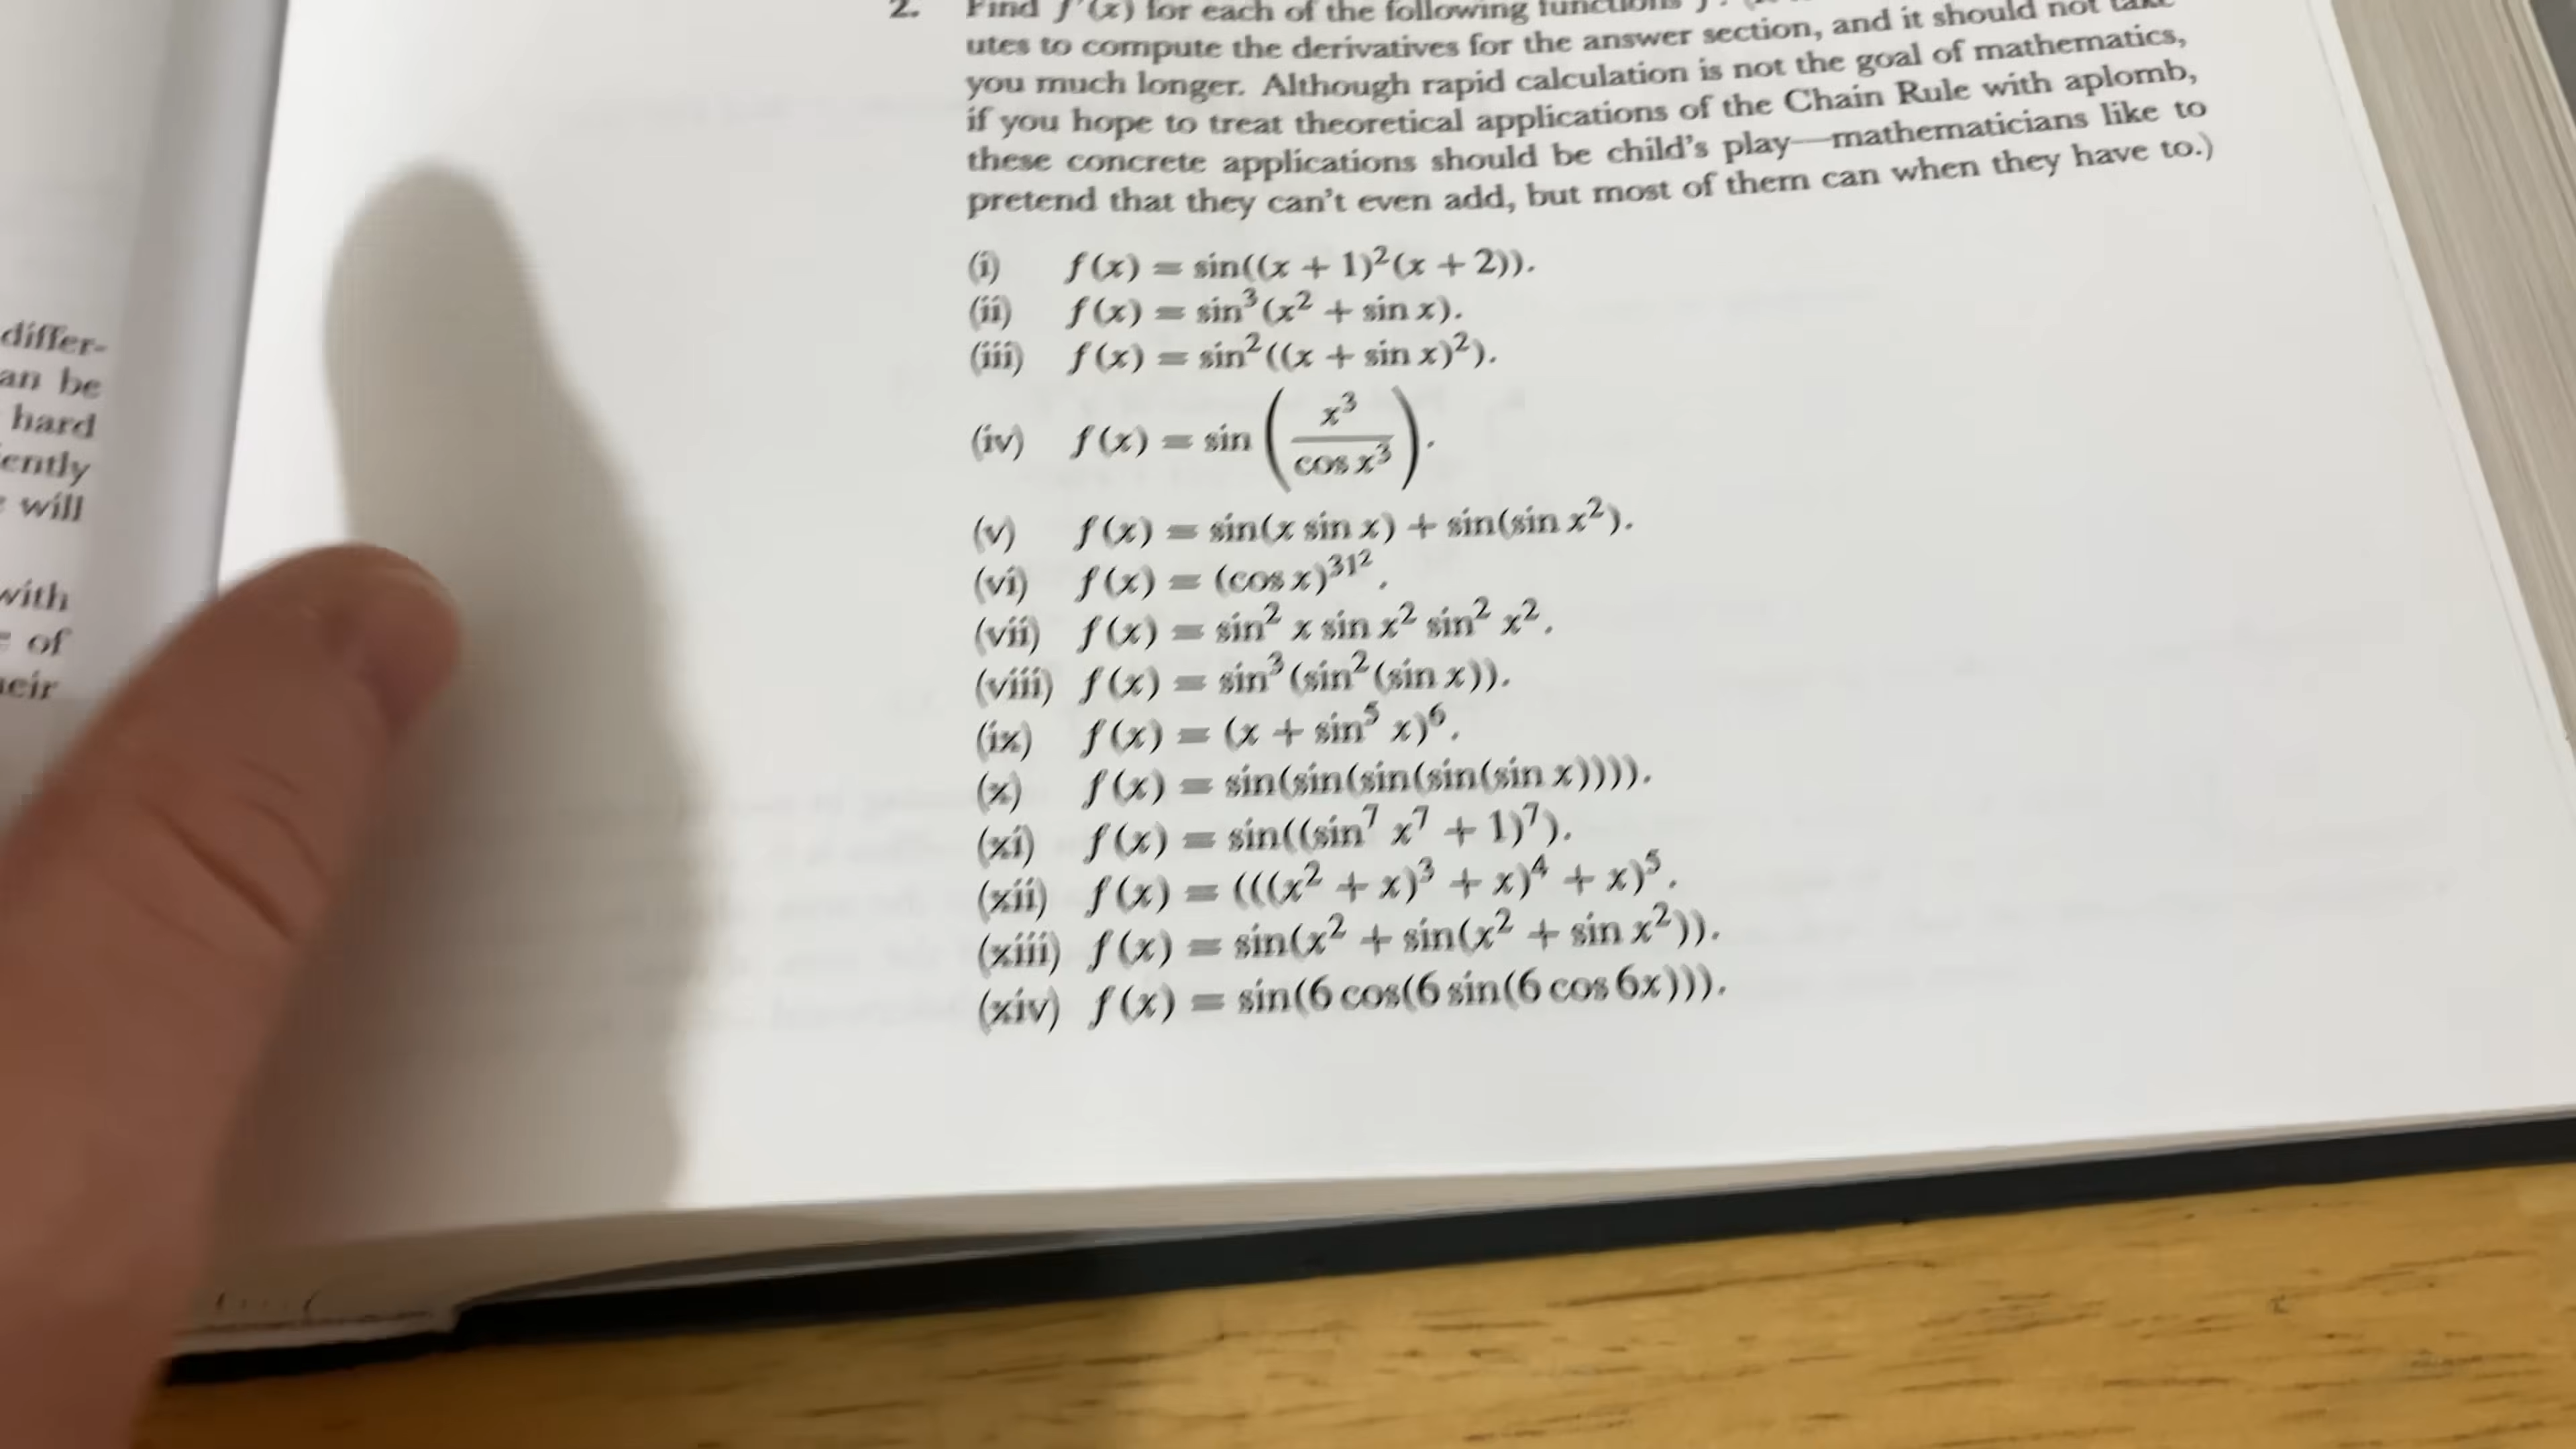 differ-
an be
hard
ently
will
with
of
eir
2. Find f′(x) for each of the following functions f.
utes to compute the derivatives for the answer section, and it should not take
you much longer. Although rapid calculation is not the goal of mathematics,
if you hope to treat theoretical applications of the Chain Rule with aplomb,
these concrete applications should be child's play—mathematicians like to
pretend that they can't even add, but most of them can when they have to.)
(i) f(x) = sin((x + 1)²(x + 2)).
(ii) f(x) = sin³(x² + sin x).
(iii) f(x) = sin²((x + sin x)²).
(iv) f(x) = sin(x³/cos x³).
(v) f(x) = sin(x sin x) + sin(sin x²).
(vi) f(x) = (cos x)^31².
(vii) f(x) = sin² x sin x² sin² x².
(viii) f(x) = sin³(sin²(sin x)).
(ix) f(x) = (x + sin⁵ x)⁶.
(x) f(x) = sin(sin(sin(sin(sin x)))).
(xi) f(x) = sin((sin⁷ x⁷ + 1)⁷).
(xii) f(x) = (((x² + x)³ + x)⁴ + x)⁵.
(xiii) f(x) = sin(x² + sin(x² + sin x²)).
(xiv) f(x) = sin(6 cos(6 sin(6 cos 6x))).